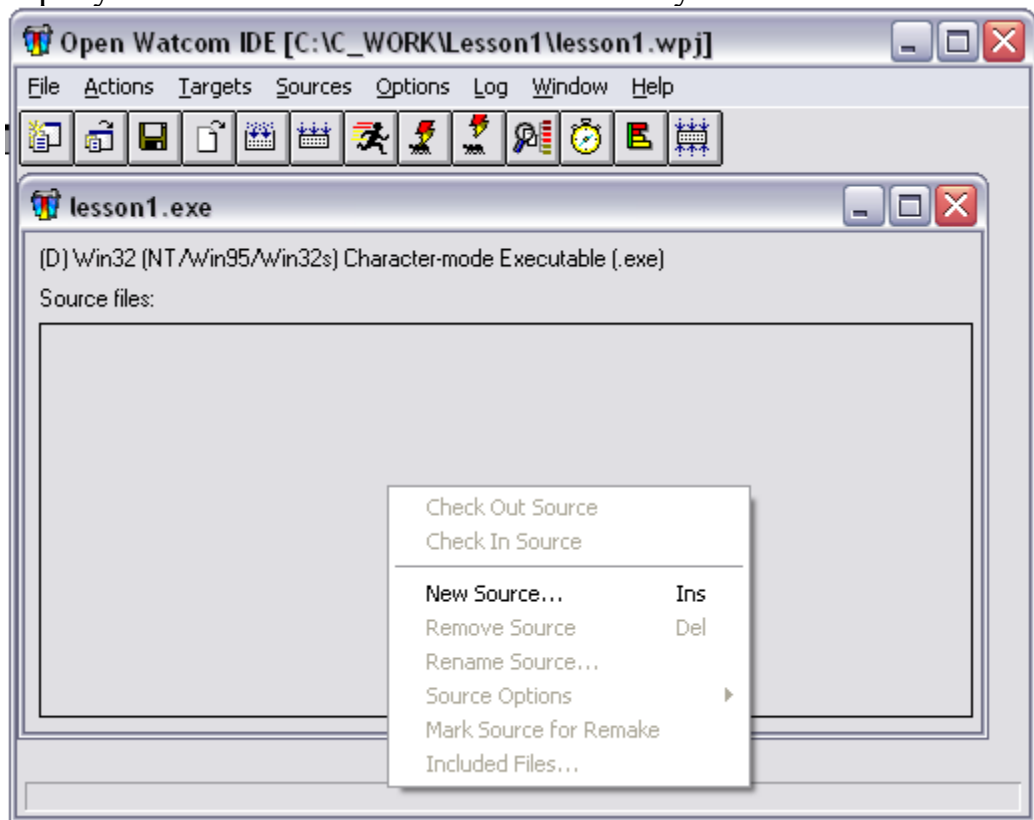 Open Watcom IDE [C:\C_WORK\Lesson1\lesson1.wpj]
File Actions Targets Sources Options Log Window Help
lesson1.exe
(D) Win32 (NT/Win95/Win32s) Character-mode Executable (.exe)
Source files:
Check Out Source
Check In Source
New Source... Ins
Remove Source Del
Rename Source...
Source Options
Mark Source for Remake
Included Files...